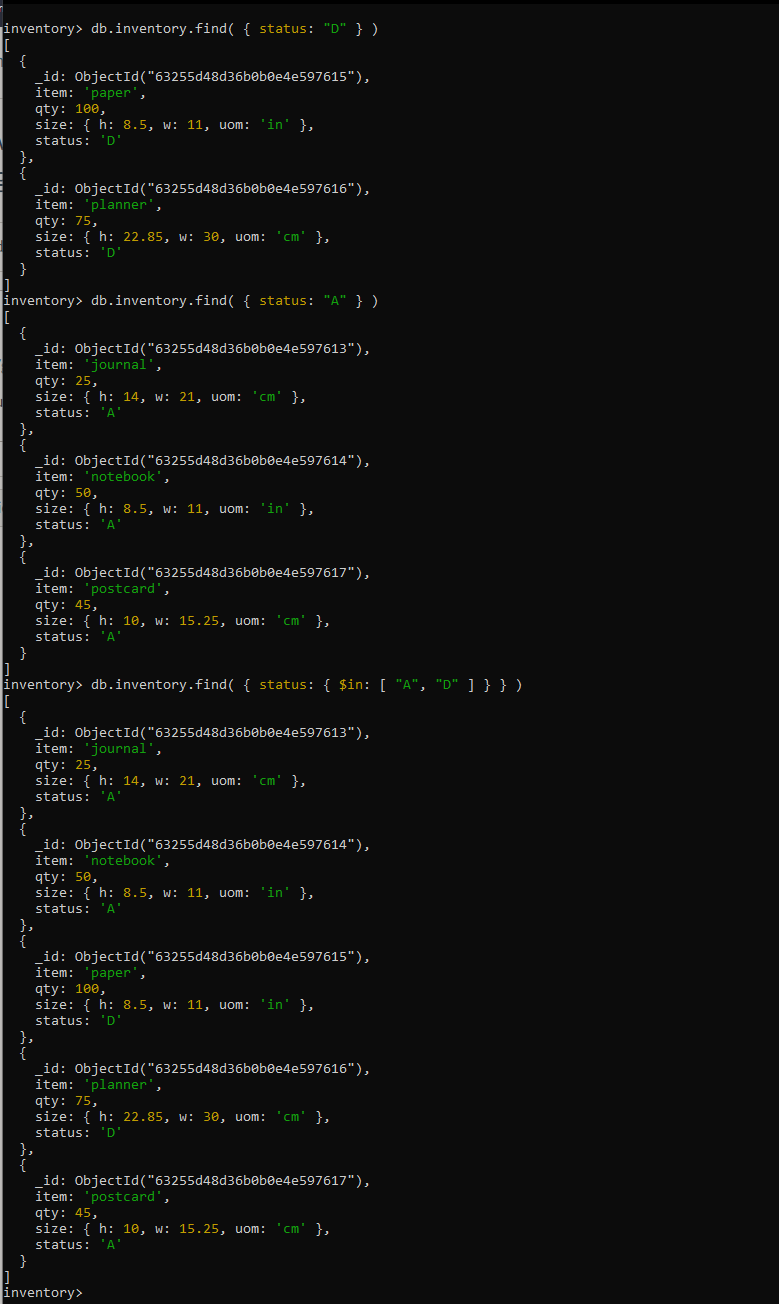 inventory> db.inventory.find( { status: "D" } )
[
  {
    _id: ObjectId("63255d48d36b0b0e4e597615"),
    item: 'paper',
    qty: 100,
    size: { h: 8.5, w: 11, uom: 'in' },
    status: 'D'
  },
  {
    _id: ObjectId("63255d48d36b0b0e4e597616"),
    item: 'planner',
    qty: 75,
    size: { h: 22.85, w: 30, uom: 'cm' },
    status: 'D'
  }
]
inventory> db.inventory.find( { status: "A" } )
[
  {
    _id: ObjectId("63255d48d36b0b0e4e597613"),
    item: 'journal',
    qty: 25,
    size: { h: 14, w: 21, uom: 'cm' },
    status: 'A'
  },
  {
    _id: ObjectId("63255d48d36b0b0e4e597614"),
    item: 'notebook',
    qty: 50,
    size: { h: 8.5, w: 11, uom: 'in' },
    status: 'A'
  },
  {
    _id: ObjectId("63255d48d36b0b0e4e597617"),
    item: 'postcard',
    qty: 45,
    size: { h: 10, w: 15.25, uom: 'cm' },
    status: 'A'
  }
]
inventory> db.inventory.find( { status: { $in: [ "A", "D" ] } } )
[
  {
    _id: ObjectId("63255d48d36b0b0e4e597613"),
    item: 'journal',
    qty: 25,
    size: { h: 14, w: 21, uom: 'cm' },
    status: 'A'
  },
  {
    _id: ObjectId("63255d48d36b0b0e4e597614"),
    item: 'notebook',
    qty: 50,
    size: { h: 8.5, w: 11, uom: 'in' },
    status: 'A'
  },
  {
    _id: ObjectId("63255d48d36b0b0e4e597615"),
    item: 'paper',
    qty: 100,
    size: { h: 8.5, w: 11, uom: 'in' },
    status: 'D'
  },
  {
    _id: ObjectId("63255d48d36b0b0e4e597616"),
    item: 'planner',
    qty: 75,
    size: { h: 22.85, w: 30, uom: 'cm' },
    status: 'D'
  },
  {
    _id: ObjectId("63255d48d36b0b0e4e597617"),
    item: 'postcard',
    qty: 45,
    size: { h: 10, w: 15.25, uom: 'cm' },
    status: 'A'
  }
]
inventory>